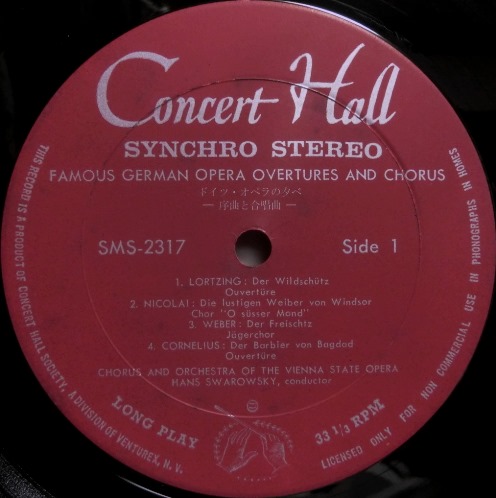 Concert Hall
SYNCHRO STEREO
FAMOUS GERMAN OPERA OVERTURES AND CHORUS
ドイツ・オペラの夕べ
— 序曲と合唱曲 —
SMS-2317 Side 1
1. LORTZING: Der Wildschütz
Ouvertüre
2. NICOLAI: Die lustigen Weiber von Windsor
Chor "O süsser Mond"
3. WEBER: Der Freischtz
Jägerchor
4. CORNELIUS: Der Barbier von Bagdad
Ouvertüre
CHORUS AND ORCHESTRA OF THE VIENNA STATE OPERA
HANS SWAROWSKY, conductor
LONG PLAY
33 1/3 RPM
THIS RECORD IS A PRODUCT OF CONCERT HALL SOCIETY, A DIVISION OF VENTUREX, N. V.
LICENSED ONLY FOR NON COMMERCIAL USE IN PHONOGRAPHS IN HOMES